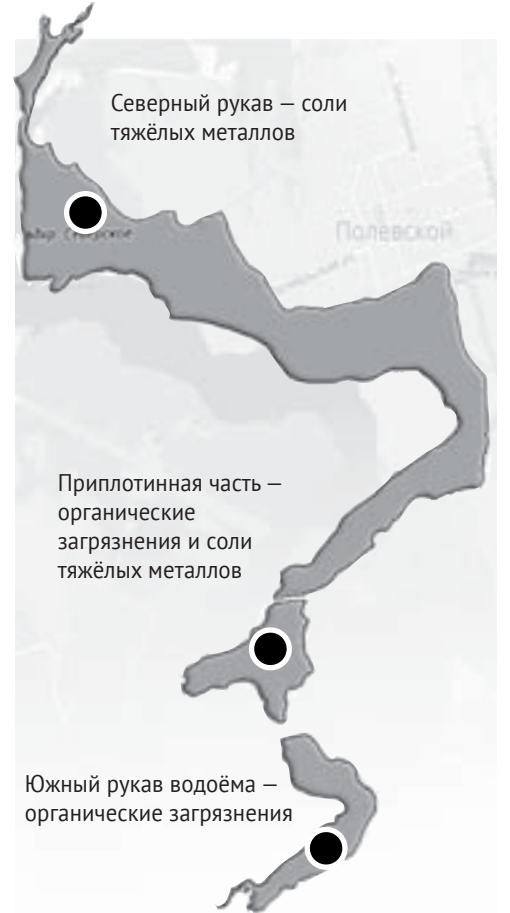 Северный рукав — соли
тяжёлых металлов
Полевской
Приплотинная часть —
органические
загрязнения и соли
тяжёлых металлов
Южный рукав водоёма —
органические загрязнения